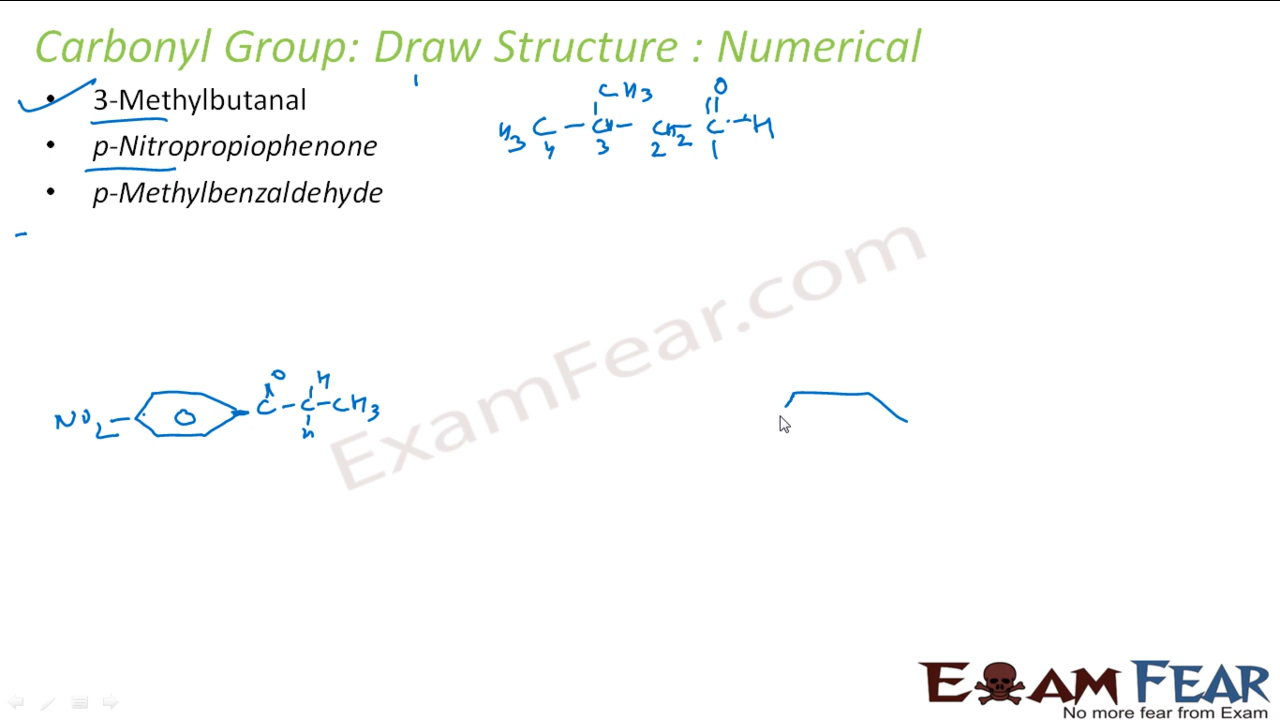 Carbonyl Group: Draw Structure : Numerical
• 3-Methylbutanal
• p-Nitropropiophenone
• p-Methylbenzaldehyde
CH3 O
H3C – CH – CH2 – C – H
4 3 2 1
O H
NO2 – C – C – CH3
H
ExamFear.com
EXAM FEAR
No more fear from Exam